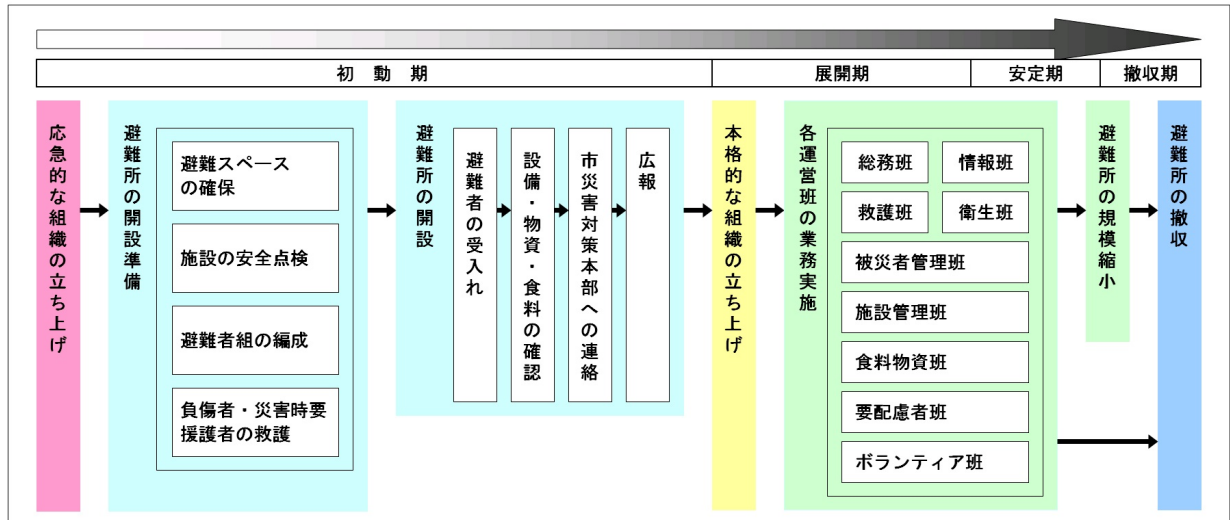 初動期
展開期
安定期
撤収期
応急的な組織の立ち上げ
避難所の開設準備
避難スペース
の確保
施設の安全点検
避難者組の編成
負傷者・災害時要
援護者の救護
避難所の開設
避難者の受入れ
設備・物資・食料の確認
市災害対策本部への連絡
広報
本格的な組織の立ち上げ
各運営班の業務実施
総務班
情報班
救護班
衛生班
被災者管理班
施設管理班
食料物資班
要配慮者班
ボランティア班
避難所の規模縮小
避難所の撤収